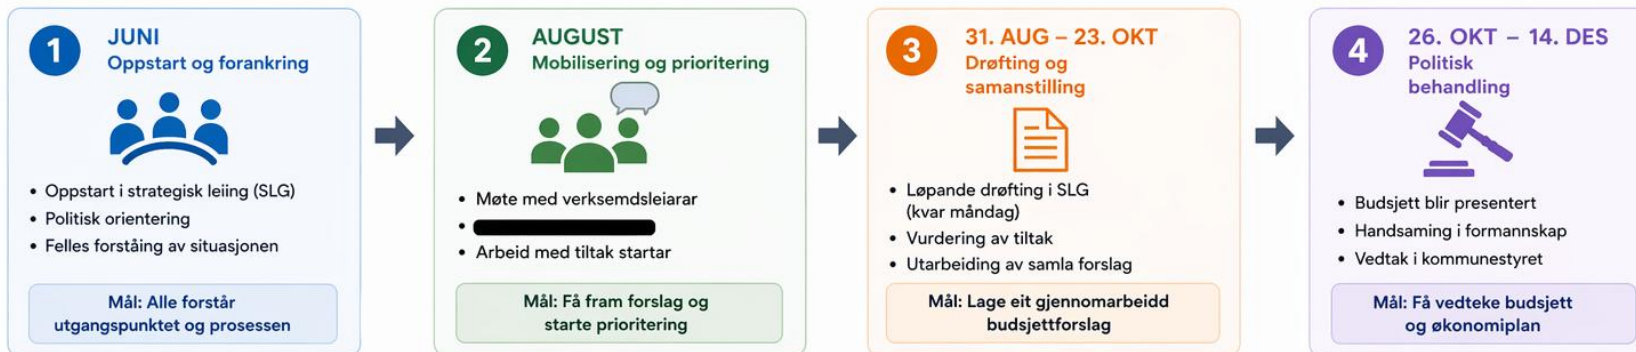 1
JUNI
Oppstart og forankring
• Oppstart i strategisk leiing (SLG)
• Politisk orientering
• Felles forståing av situasjonen
Mål: Alle forstår
utgangspunktet og prosessen
2
AUGUST
Mobilisering og prioritering
• Møte med verksemdsleiarar
•
• Arbeid med tiltak startar
Mål: Få fram forslag og
starte prioritering
3
31. AUG – 23. OKT
Drøfting og
samanstilling
• Løpande drøfting i SLG
(kvar måndag)
• Vurdering av tiltak
• Utarbeiding av samla forslag
Mål: Lage eit gjennomarbeidd
budsjettforslag
4
26. OKT – 14. DES
Politisk
behandling
• Budsjett blir presentert
• Handsaming i formannskap
• Vedtak i kommunestyret
Mål: Få vedteke budsjett
og økonomiplan